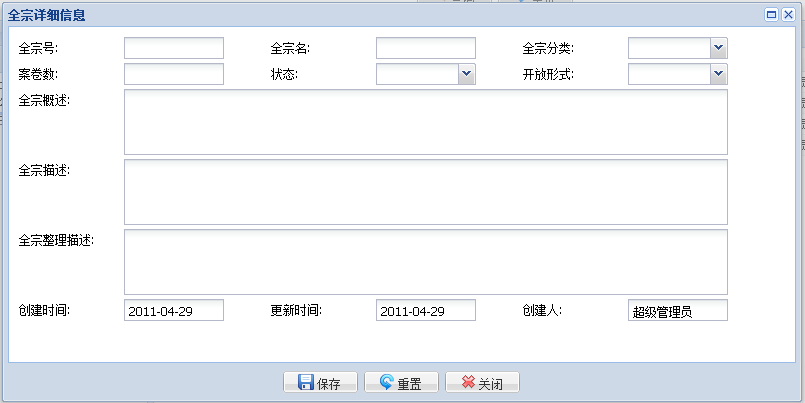 全宗详细信息
全宗号: 全宗名: 全宗分类:
案卷数: 状态: 开放形式:
全宗概述:
全宗描述:
全宗整理描述:
创建时间: 2011-04-29 更新时间: 2011-04-29 创建人: 超级管理员
保存 重置 关闭